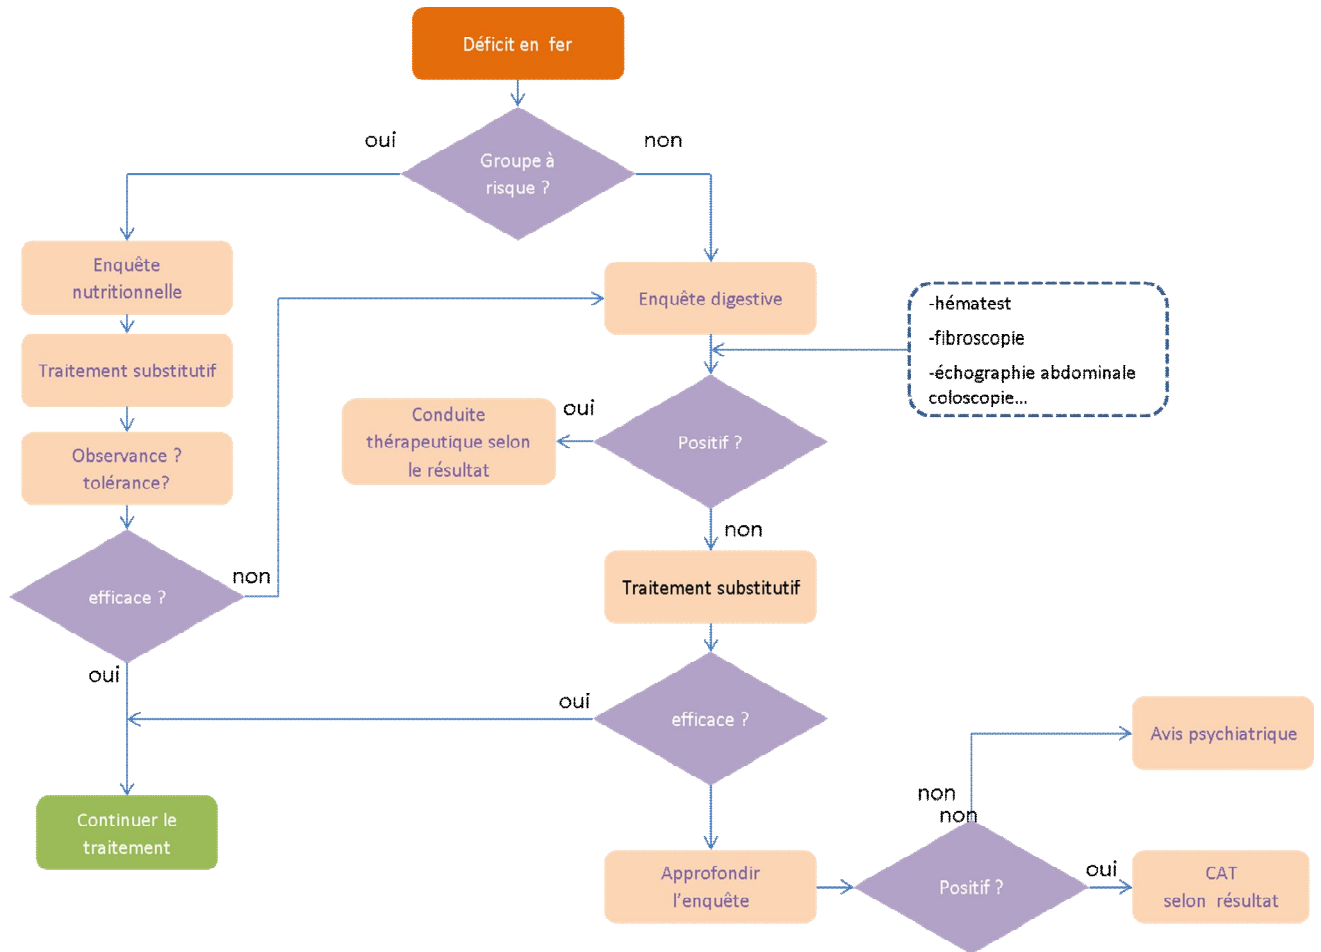 Déficit en fer
oui
non
Groupe à
risque ?
Enquête
nutritionnelle
Enquête digestive
-hématest
-fibroscopie
-échographie abdominale
coloscopie...
Traitement substitutif
Conduite
thérapeutique selon
le résultat
oui
Positif ?
Observance ?
tolérance?
non
efficace ?
non
Traitement substitutif
oui
oui
efficace ?
Avis psychiatrique
non
non
Continuer le
traitement
Approfondir
l'enquête
Positif ?
oui
CAT
selon résultat